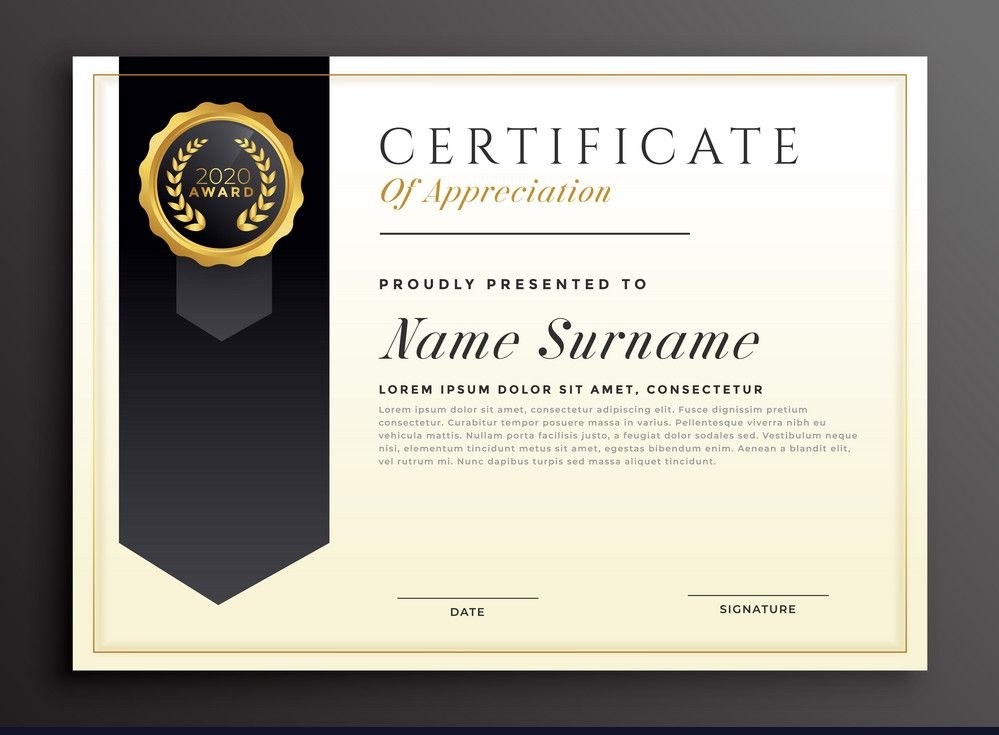 2020
AWARD
CERTIFICATE
Of Appreciation
PROUDLY PRESENTED TO
Name Surname
LOREM IPSUM DOLOR SIT AMET, CONSECTETUR
Lorem ipsum dolor sit amet, consectetur adipiscing elit. Fusce dignissim pretium
consectetur. Curabitur tempor posuere massa in varius. Pellentesque viverra nibh eu
vehicula mattis. Nullam porta facilisis justo, a feugiat dolor sodales sed. Vestibulum neque
nisi, elementum tincidunt metus sit amet, egestas bibendum enim. Aenean a blandit elit,
vel rutrum mi. Nunc dapibus turpis sed massa aliquet tincidunt.
DATE
SIGNATURE